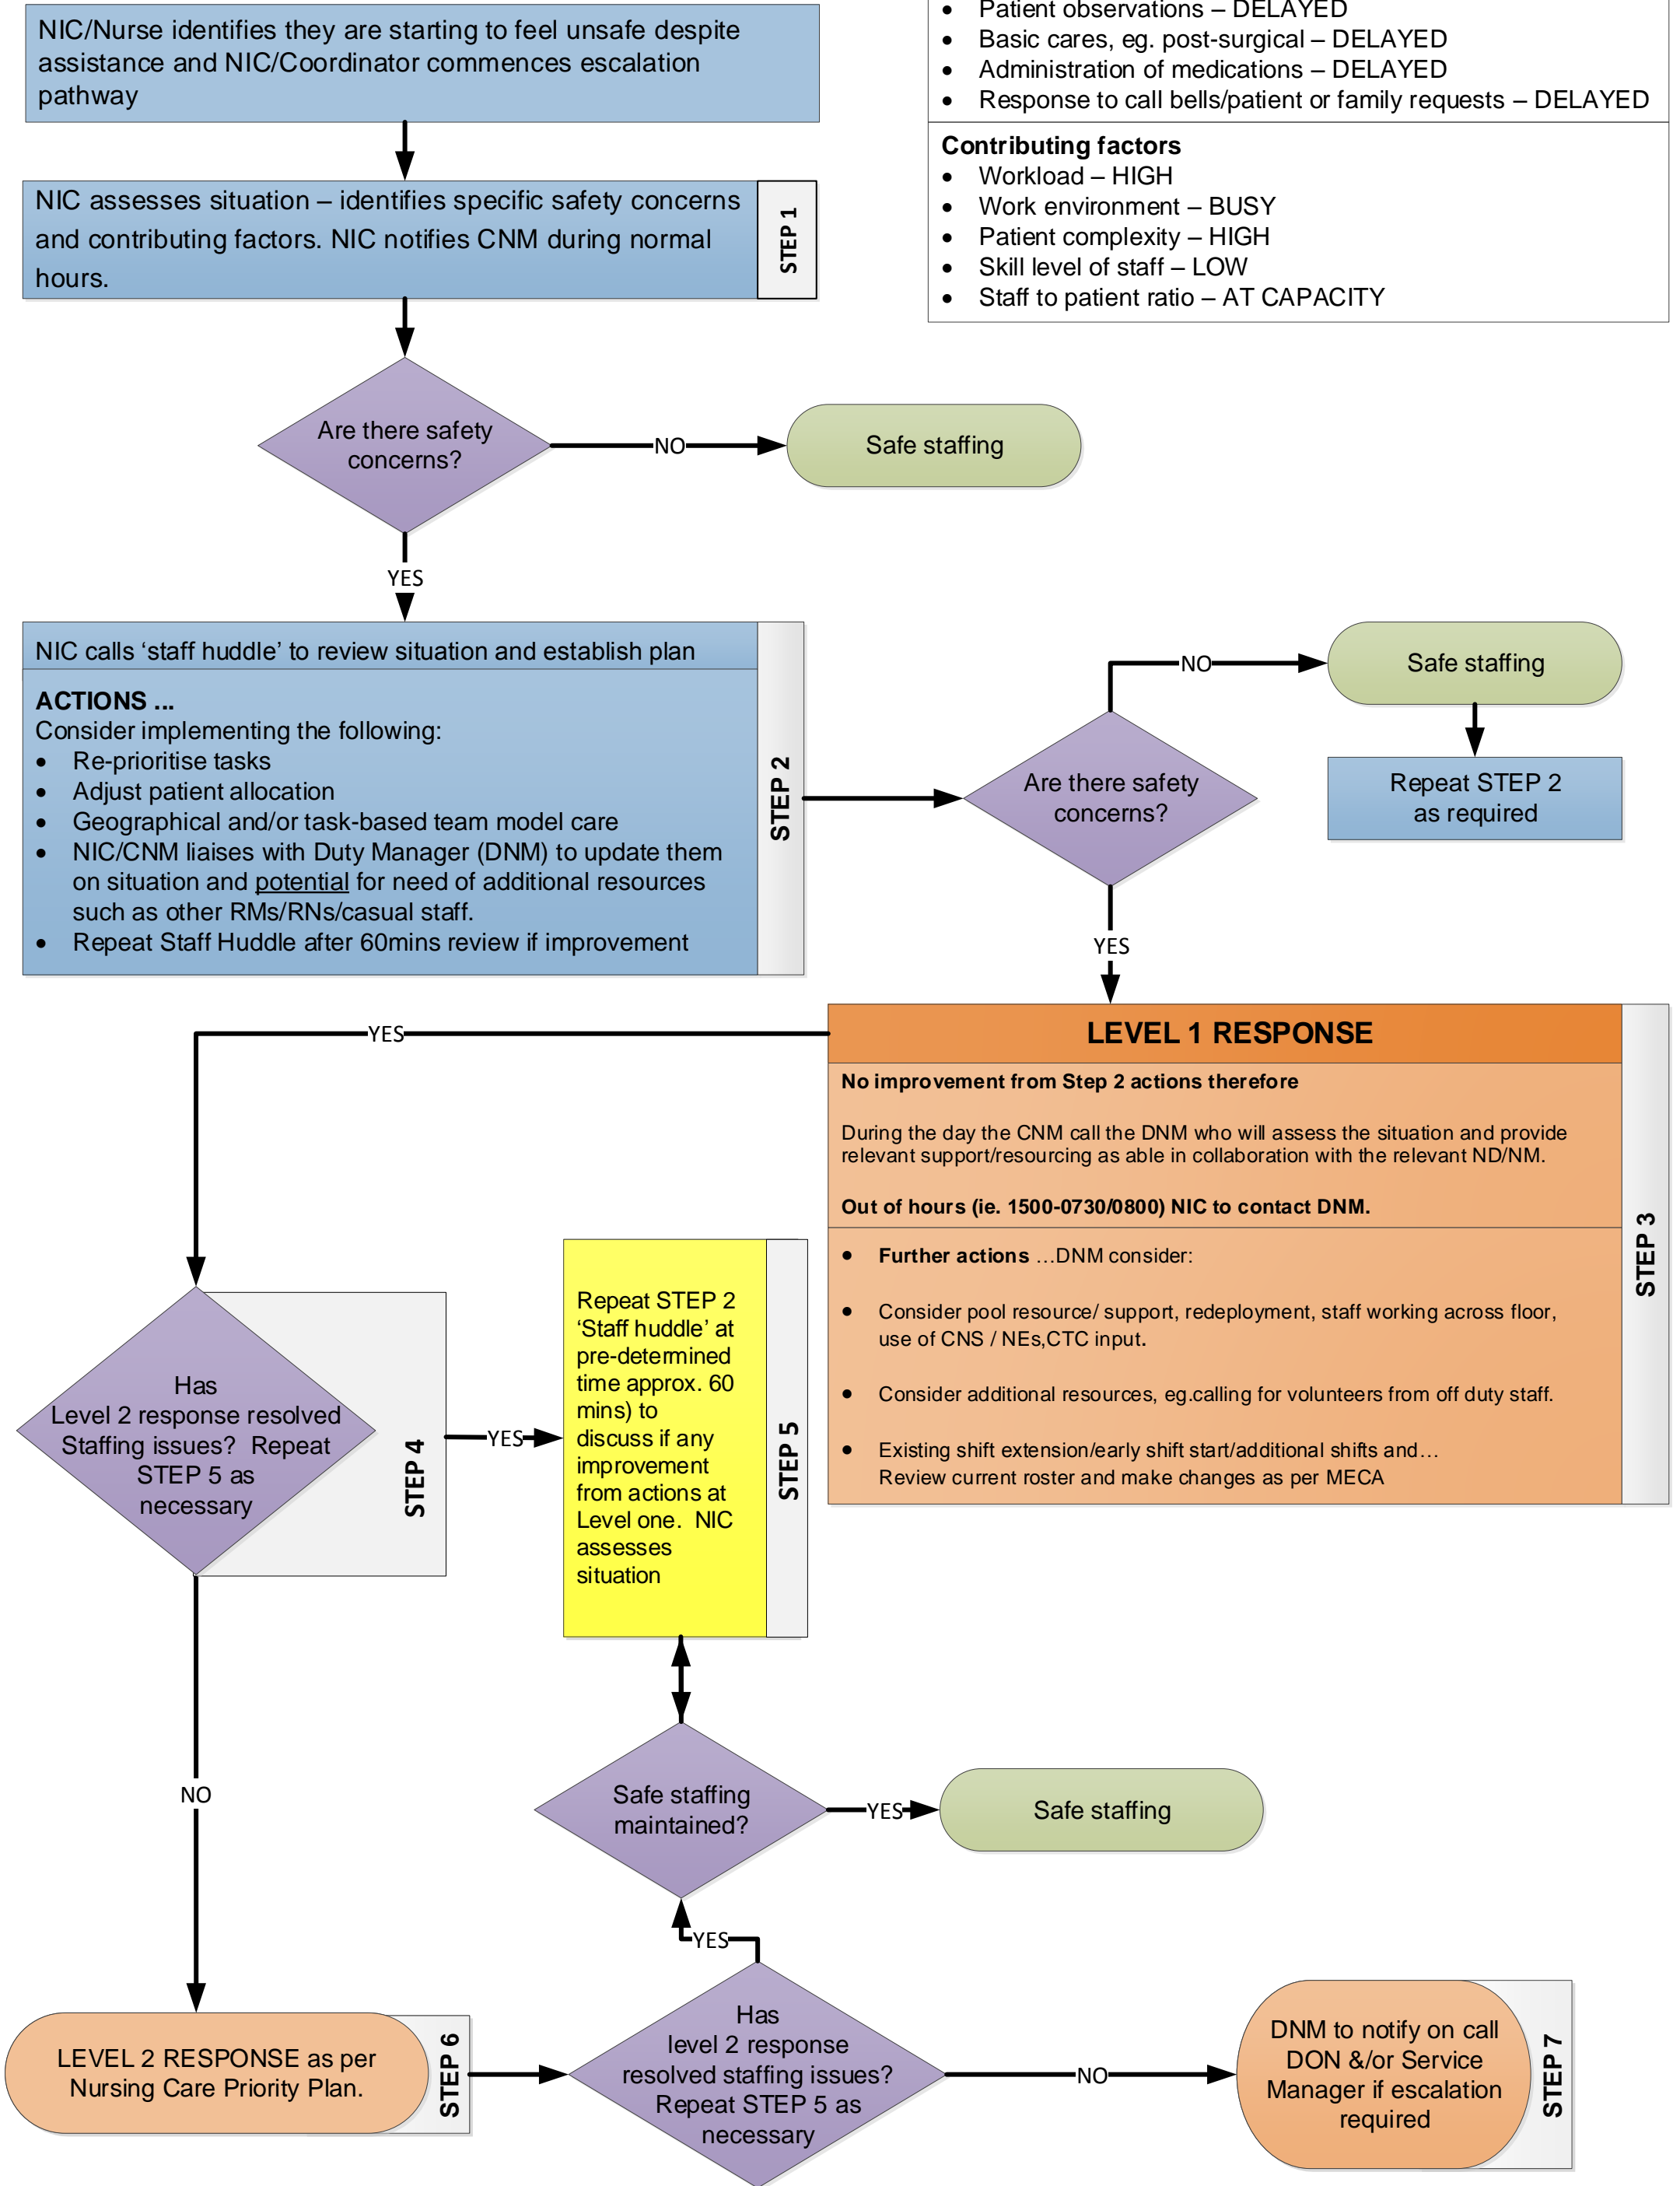 NIC/Nurse identifies they are starting to feel unsafe despite
assistance and NIC/Coordinator commences escalation
pathway
• Patient observations – DELAYED
• Basic cares, eg. post-surgical – DELAYED
• Administration of medications – DELAYED
• Response to call bells/patient or family requests – DELAYED
Contributing factors
• Workload – HIGH
• Work environment – BUSY
• Patient complexity – HIGH
• Skill level of staff – LOW
• Staff to patient ratio – AT CAPACITY
NIC assesses situation – identifies specific safety concerns
and contributing factors. NIC notifies CNM during normal
hours.
STEP 1
Are there safety
concerns?
NO
Safe staffing
YES
NIC calls ‘staff huddle’ to review situation and establish plan
ACTIONS ...
Consider implementing the following:
• Re-prioritise tasks
• Adjust patient allocation
• Geographical and/or task-based team model care
• NIC/CNM liaises with Duty Manager (DNM) to update them
on situation and potential for need of additional resources
such as other RMs/RNs/casual staff.
• Repeat Staff Huddle after 60mins review if improvement
STEP 2
Are there safety
concerns?
NO
Safe staffing
Repeat STEP 2
as required
YES
LEVEL 1 RESPONSE
No improvement from Step 2 actions therefore
During the day the CNM call the DNM who will assess the situation and provide
relevant support/resourcing as able in collaboration with the relevant ND/NM.
Out of hours (ie. 1500-0730/0800) NIC to contact DNM.
• Further actions …DNM consider:
• Consider pool resource/ support, redeployment, staff working across floor,
use of CNS / NEs,CTC input.
• Consider additional resources, eg.calling for volunteers from off duty staff.
• Existing shift extension/early shift start/additional shifts and…
Review current roster and make changes as per MECA
STEP 3
YES
Has
Level 2 response resolved
Staffing issues? Repeat
STEP 5 as
necessary
STEP 4
YES
Repeat STEP 2
‘Staff huddle’ at
pre-determined
time approx. 60
mins) to
discuss if any
improvement
from actions at
Level one. NIC
assesses
situation
STEP 5
NO
Safe staffing
maintained?
YES
Safe staffing
YES
LEVEL 2 RESPONSE as per
Nursing Care Priority Plan.
STEP 6
Has
level 2 response
resolved staffing issues?
Repeat STEP 5 as
necessary
NO
DNM to notify on call
DON &/or Service
Manager if escalation
required
STEP 7